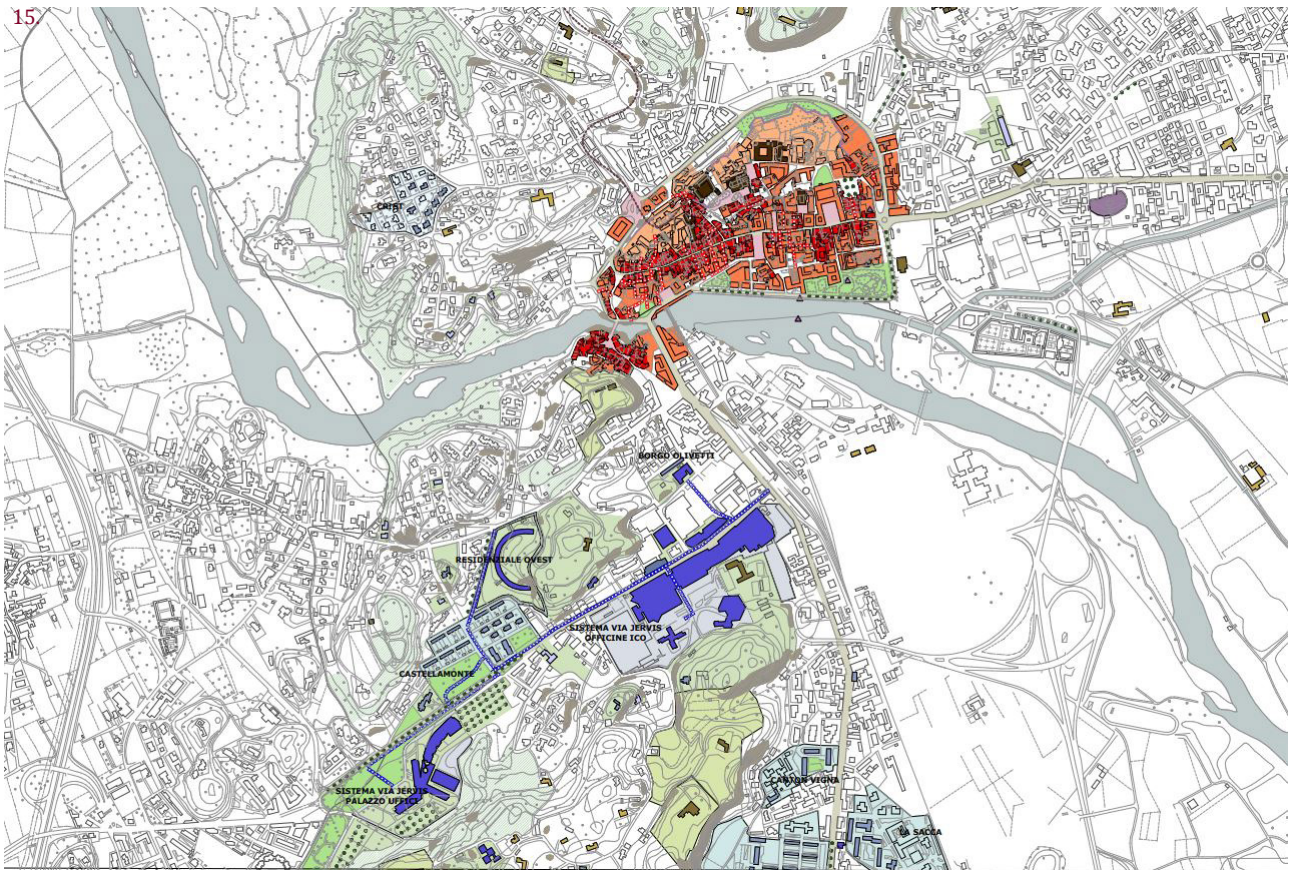 15.
CREST
BORGO OLIVETTI
RESIDENZIALE OVEST
SISTEMA VIA JERVIS
OFFICINE ICO
CASTELLAMONTE
CANTON VIGNA
SISTEMA VIA JERVIS
PALAZZO UFFICI
LA SACCA